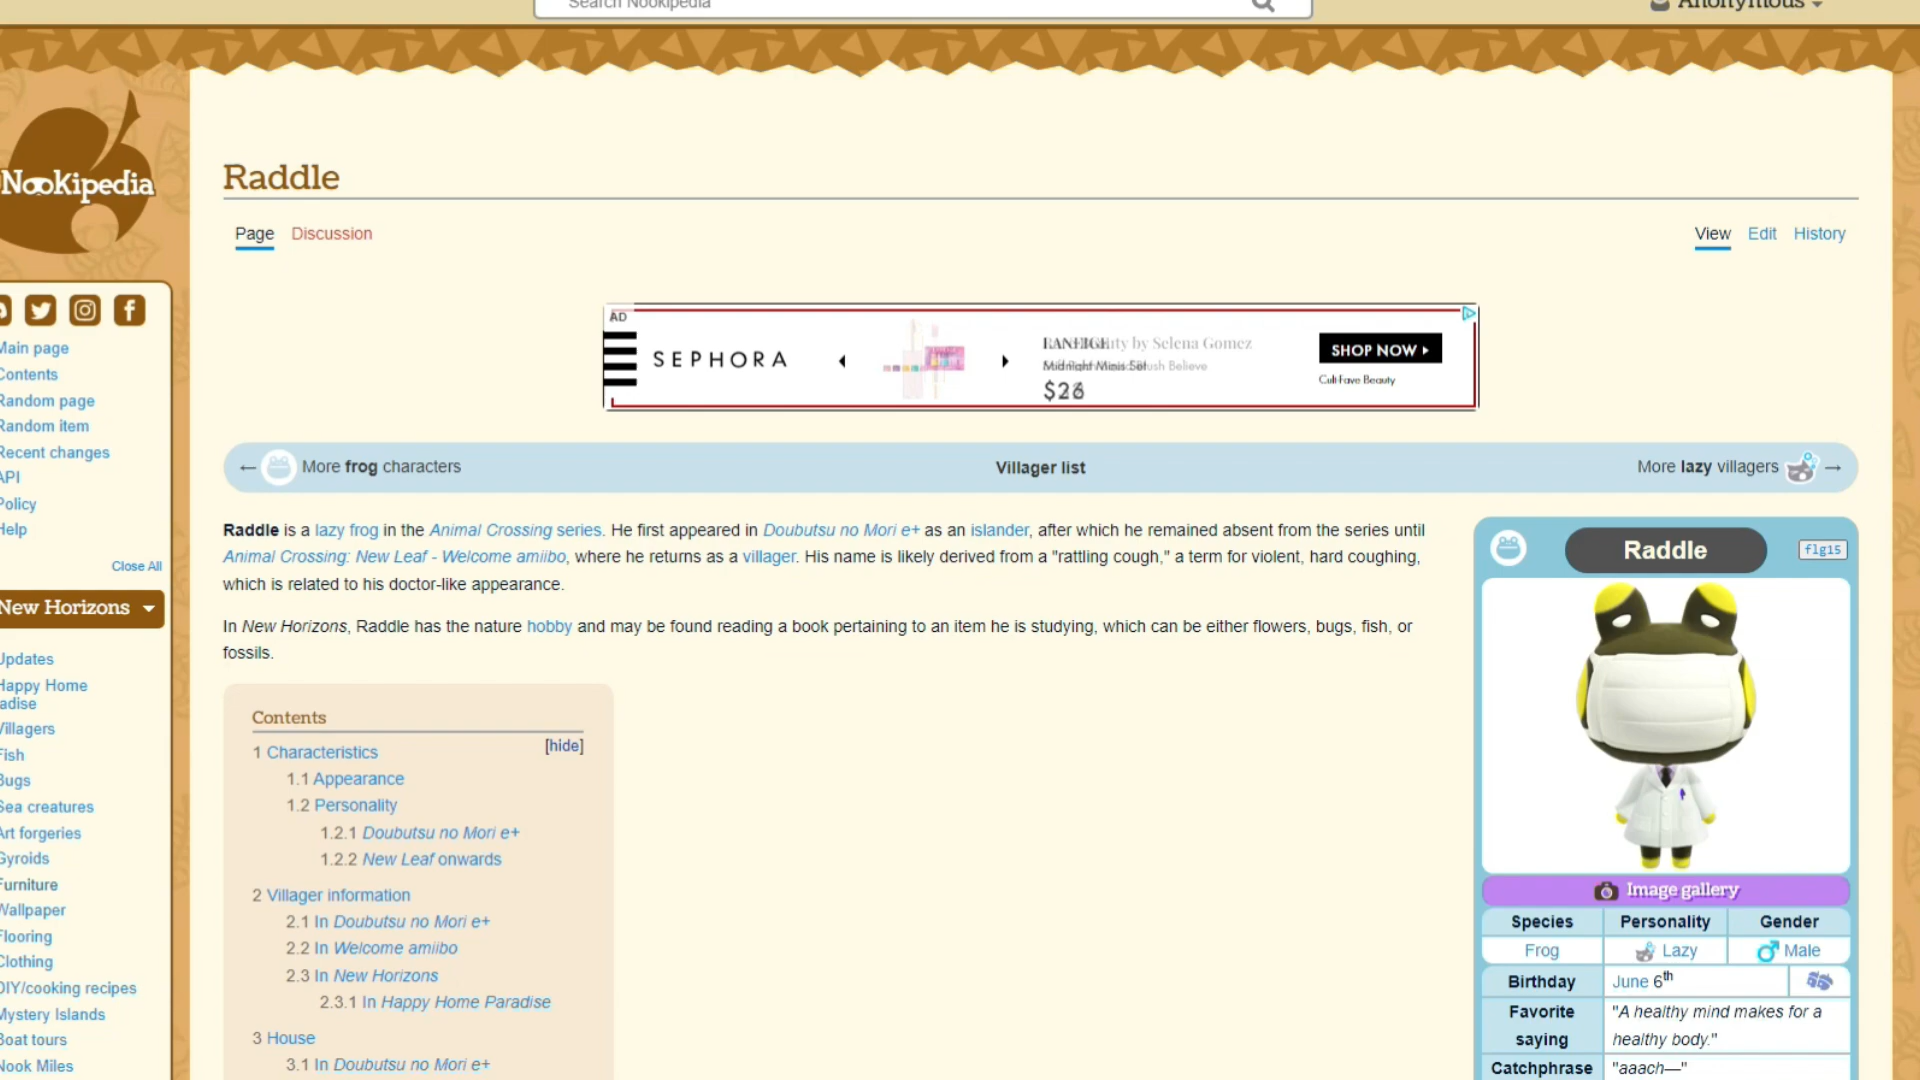 Search Nookipedia
Anonymous
Nookipedia
Raddle
Page Discussion
View Edit History
AD
SEPHORA
$26
SHOP NOW
Cult Fave Beauty
← More frog characters
Villager list
More lazy villagers →
Raddle is a lazy frog in the Animal Crossing series. He first appeared in Doubutsu no Mori e+ as an islander, after which he remained absent from the series until
Animal Crossing: New Leaf - Welcome amiibo, where he returns as a villager. His name is likely derived from a "rattling cough," a term for violent, hard coughing,
which is related to his doctor-like appearance.
In New Horizons, Raddle has the nature hobby and may be found reading a book pertaining to an item he is studying, which can be either flowers, bugs, fish, or
fossils.
Contents
[hide]
1 Characteristics
1.1 Appearance
1.2 Personality
1.2.1 Doubutsu no Mori e+
1.2.2 New Leaf onwards
2 Villager information
2.1 In Doubutsu no Mori e+
2.2 In Welcome amiibo
2.3 In New Horizons
2.3.1 In Happy Home Paradise
3 House
3.1 In Doubutsu no Mori e+
Raddle
flg15
Image gallery
Species Personality Gender
Frog Lazy Male
Birthday June 6th
Favorite saying "A healthy mind makes for a
healthy body."
Catchphrase "aaach—"
Main page
Contents
Random page
Random item
Recent changes
API
Policy
Help
Close All
New Horizons
Updates
Happy Home
adise
Villagers
Fish
Bugs
Sea creatures
Art forgeries
Gyroids
Furniture
Wallpaper
Flooring
Clothing
DIY/cooking recipes
Mystery Islands
Boat tours
Nook Miles